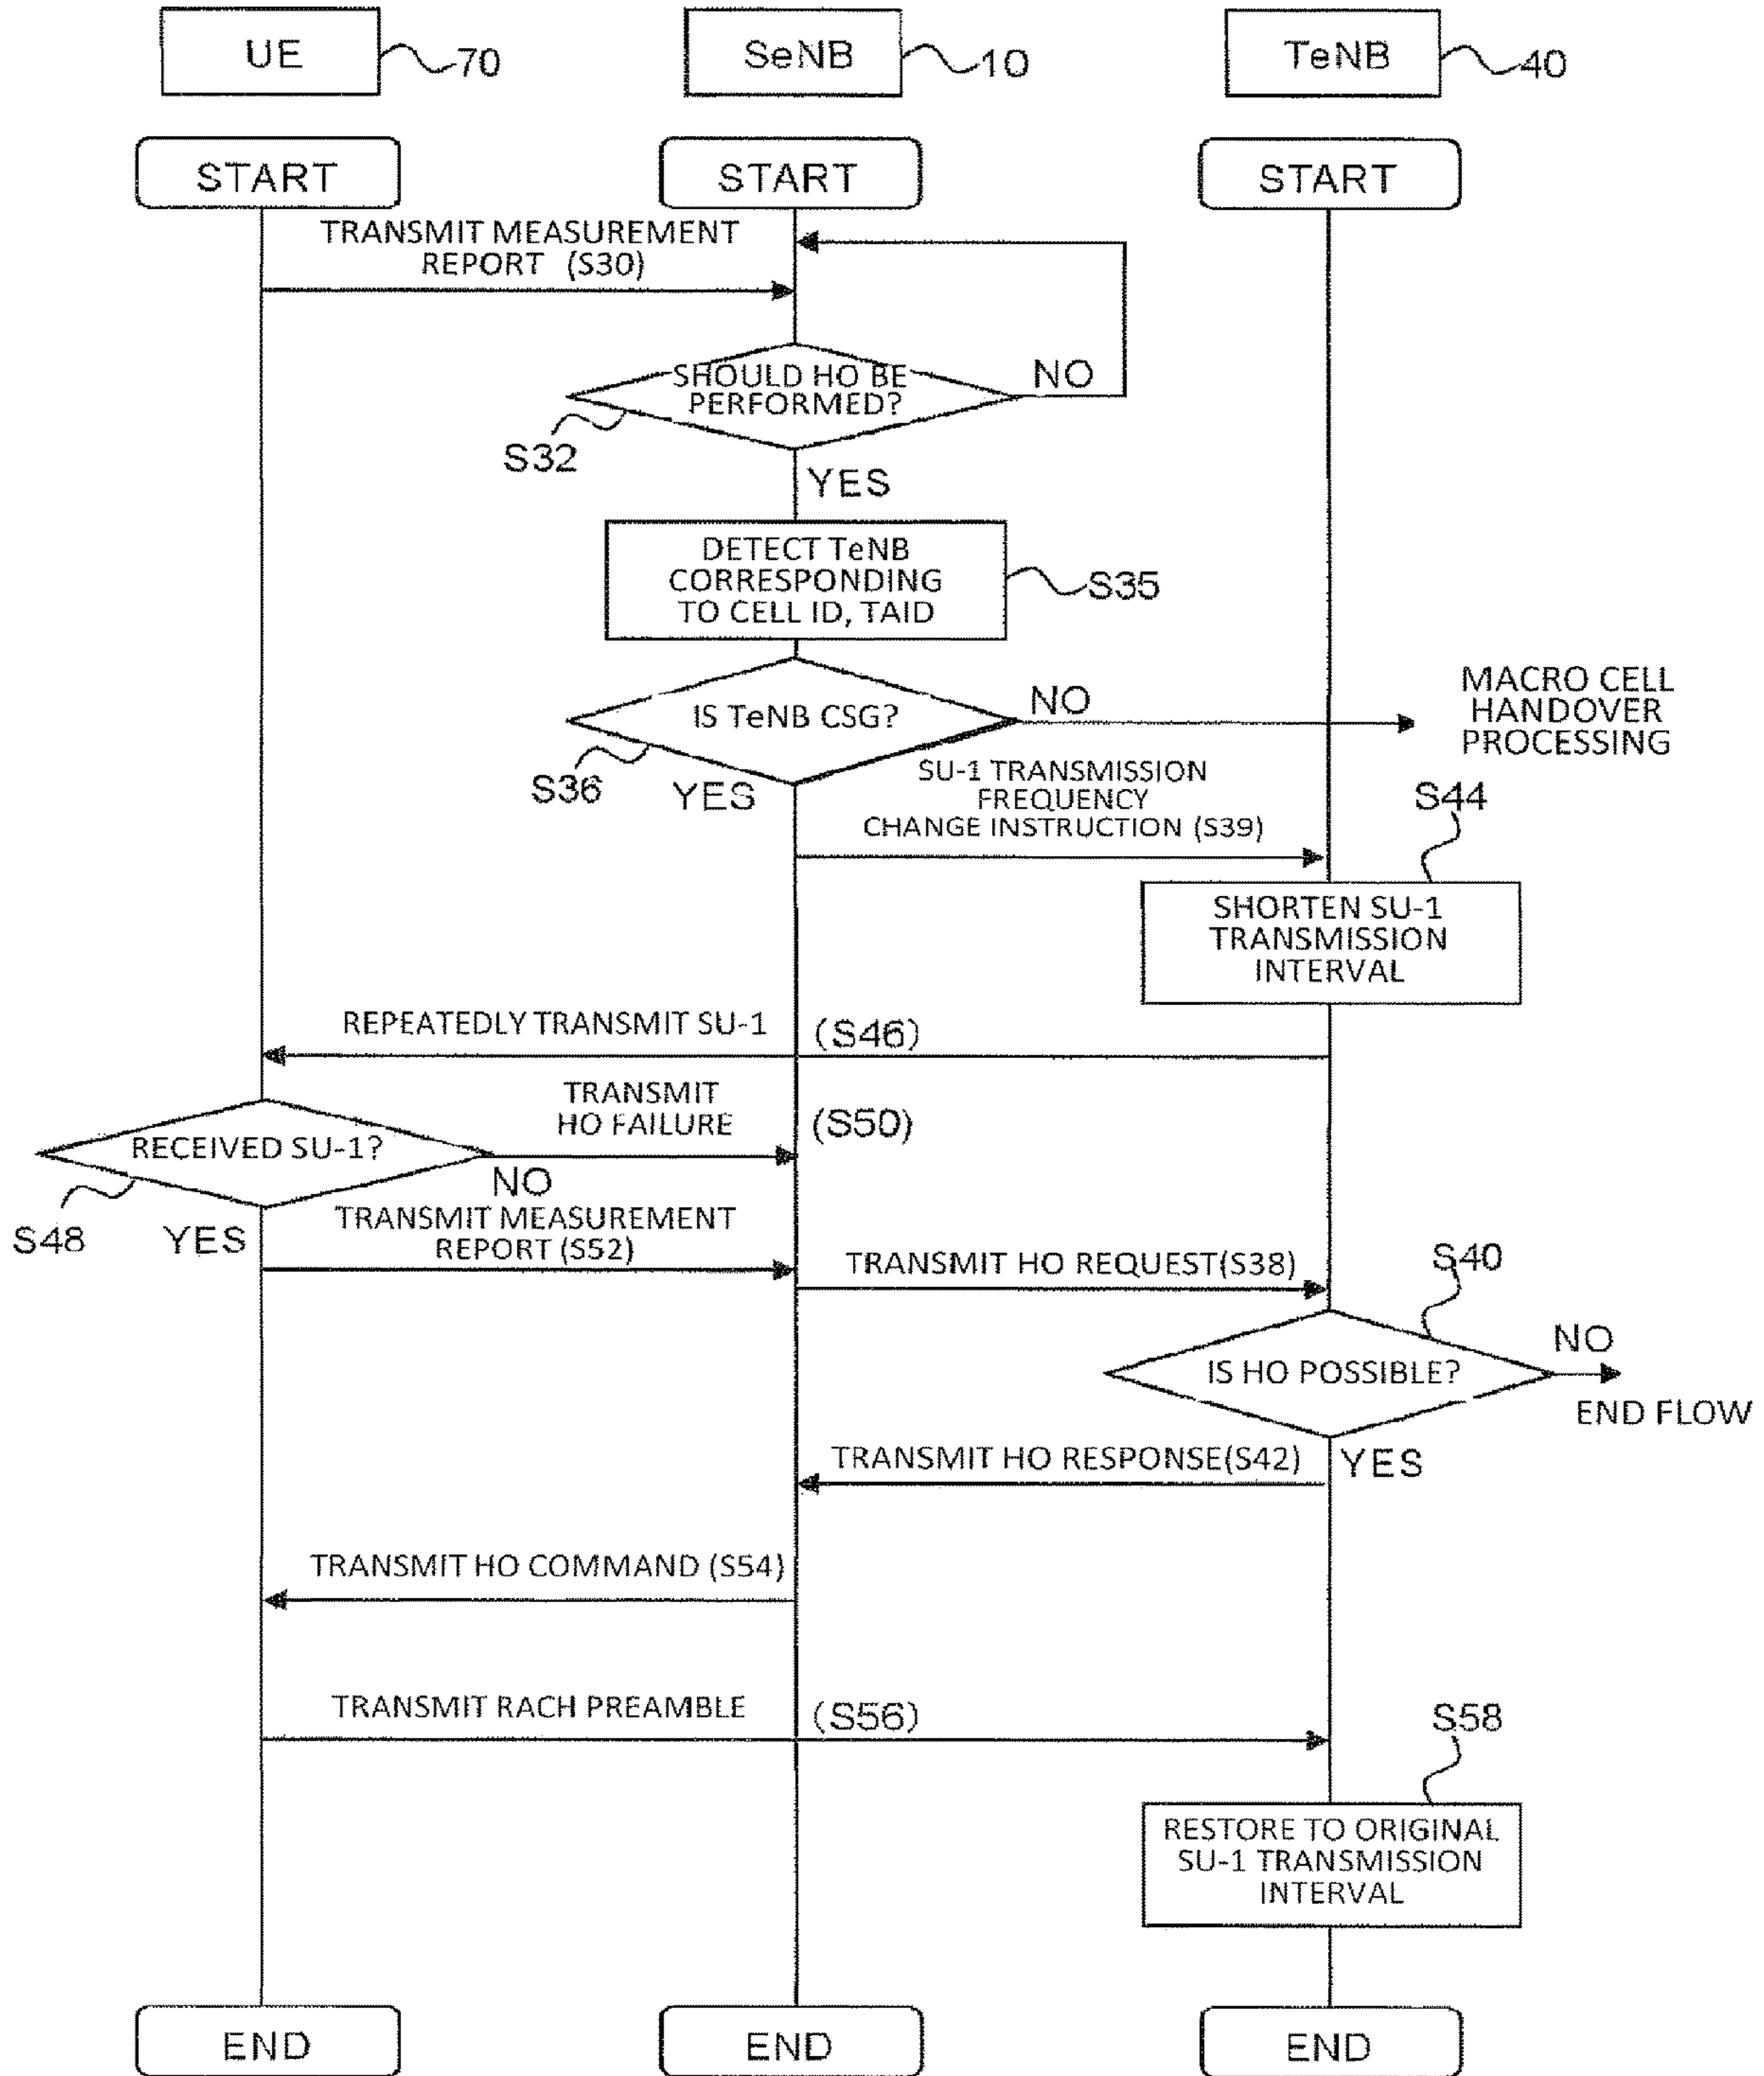 UE
70
SeNB
10
TeNB
40
START
START
START
TRANSMIT MEASUREMENT
REPORT (S30)
SHOULD HO BE
PERFORMED?
NO
S32
YES
DETECT TeNB
CORRESPONDING
TO CELL ID, TAID
S35
IS TeNB CSG?
NO
MACRO CELL
HANDOVER
PROCESSING
S36
YES
SU-1 TRANSMISSION
FREQUENCY
CHANGE INSTRUCTION (S39)
S44
SHORTEN SU-1
TRANSMISSION
INTERVAL
REPEATEDLY TRANSMIT SU-1 (S46)
TRANSMIT
HO FAILURE (S50)
RECEIVED SU-1?
NO
S48
YES
TRANSMIT MEASUREMENT
REPORT (S52)
TRANSMIT HO REQUEST(S38)
S40
IS HO POSSIBLE?
NO
END FLOW
YES
TRANSMIT HO RESPONSE(S42)
TRANSMIT HO COMMAND (S54)
TRANSMIT RACH PREAMBLE (S56)
S58
RESTORE TO ORIGINAL
SU-1 TRANSMISSION
INTERVAL
END
END
END